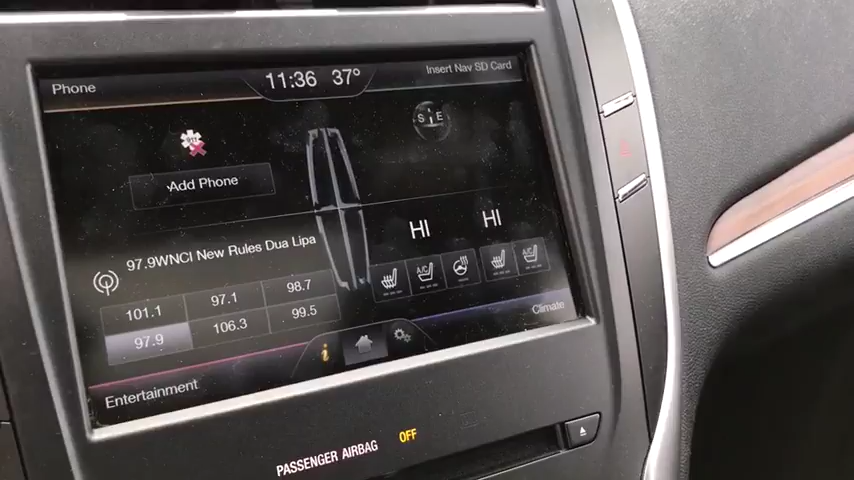 Phone
11:36 37°
Insert Nav SD Card
911
S E
Add Phone
HI HI
97.9WNCI New Rules Dua Lipa
A/C A/C
101.1 97.1 98.7
97.9 106.3 99.5
Climate
i
Entertainment
PASSENGER AIRBAG OFF